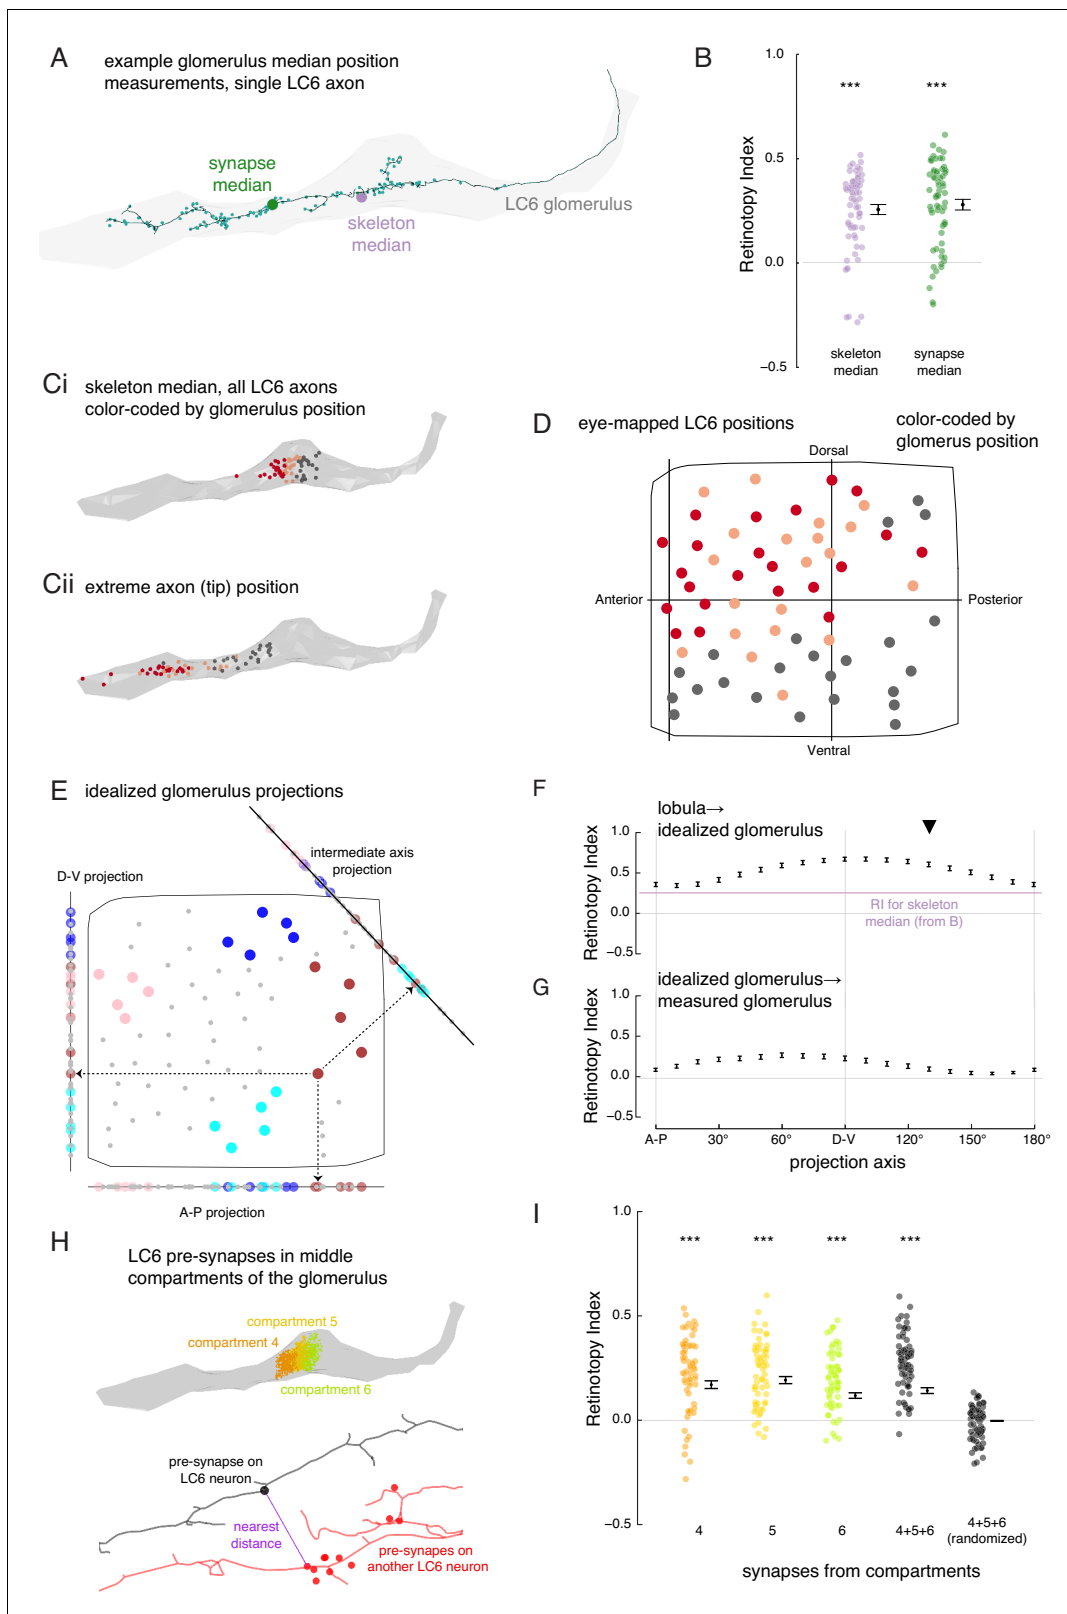 A
example glomerulus median position
measurements, single LC6 axon
synapse
median
skeleton
median
LC6 glomerulus
B
1.0
0.5
0.0
−0.5
Retinotopy Index
***
***
skeleton
median
synapse
median
Ci
skeleton median, all LC6 axons
color-coded by glomerulus position
Cii
extreme axon (tip) position
D
eye-mapped LC6 positions
color-coded by
glomerus position
Dorsal
Anterior
Posterior
Ventral
E
idealized glomerulus projections
D-V projection
intermediate axis
projection
A-P projection
F
lobula→
idealized glomerulus
1.0
0.5
0.0
−0.5
Retinotopy Index
RI for skeleton
median (from B)
G
idealized glomerulus→
measured glomerulus
1.0
0.5
0.0
−0.5
Retinotopy Index
A-P
30°
60°
D-V
120°
150°
180°
projection axis
H
LC6 pre-synapses in middle
compartments of the glomerulus
compartment 5
compartment 4
compartment 6
pre-synapse on
LC6 neuron
nearest
distance
pre-synapes on
another LC6 neuron
I
1.0
0.5
0.0
−0.5
Retinotopy Index
***
***
***
***
4
5
6
4+5+6
4+5+6
(randomized)
synapses from compartments